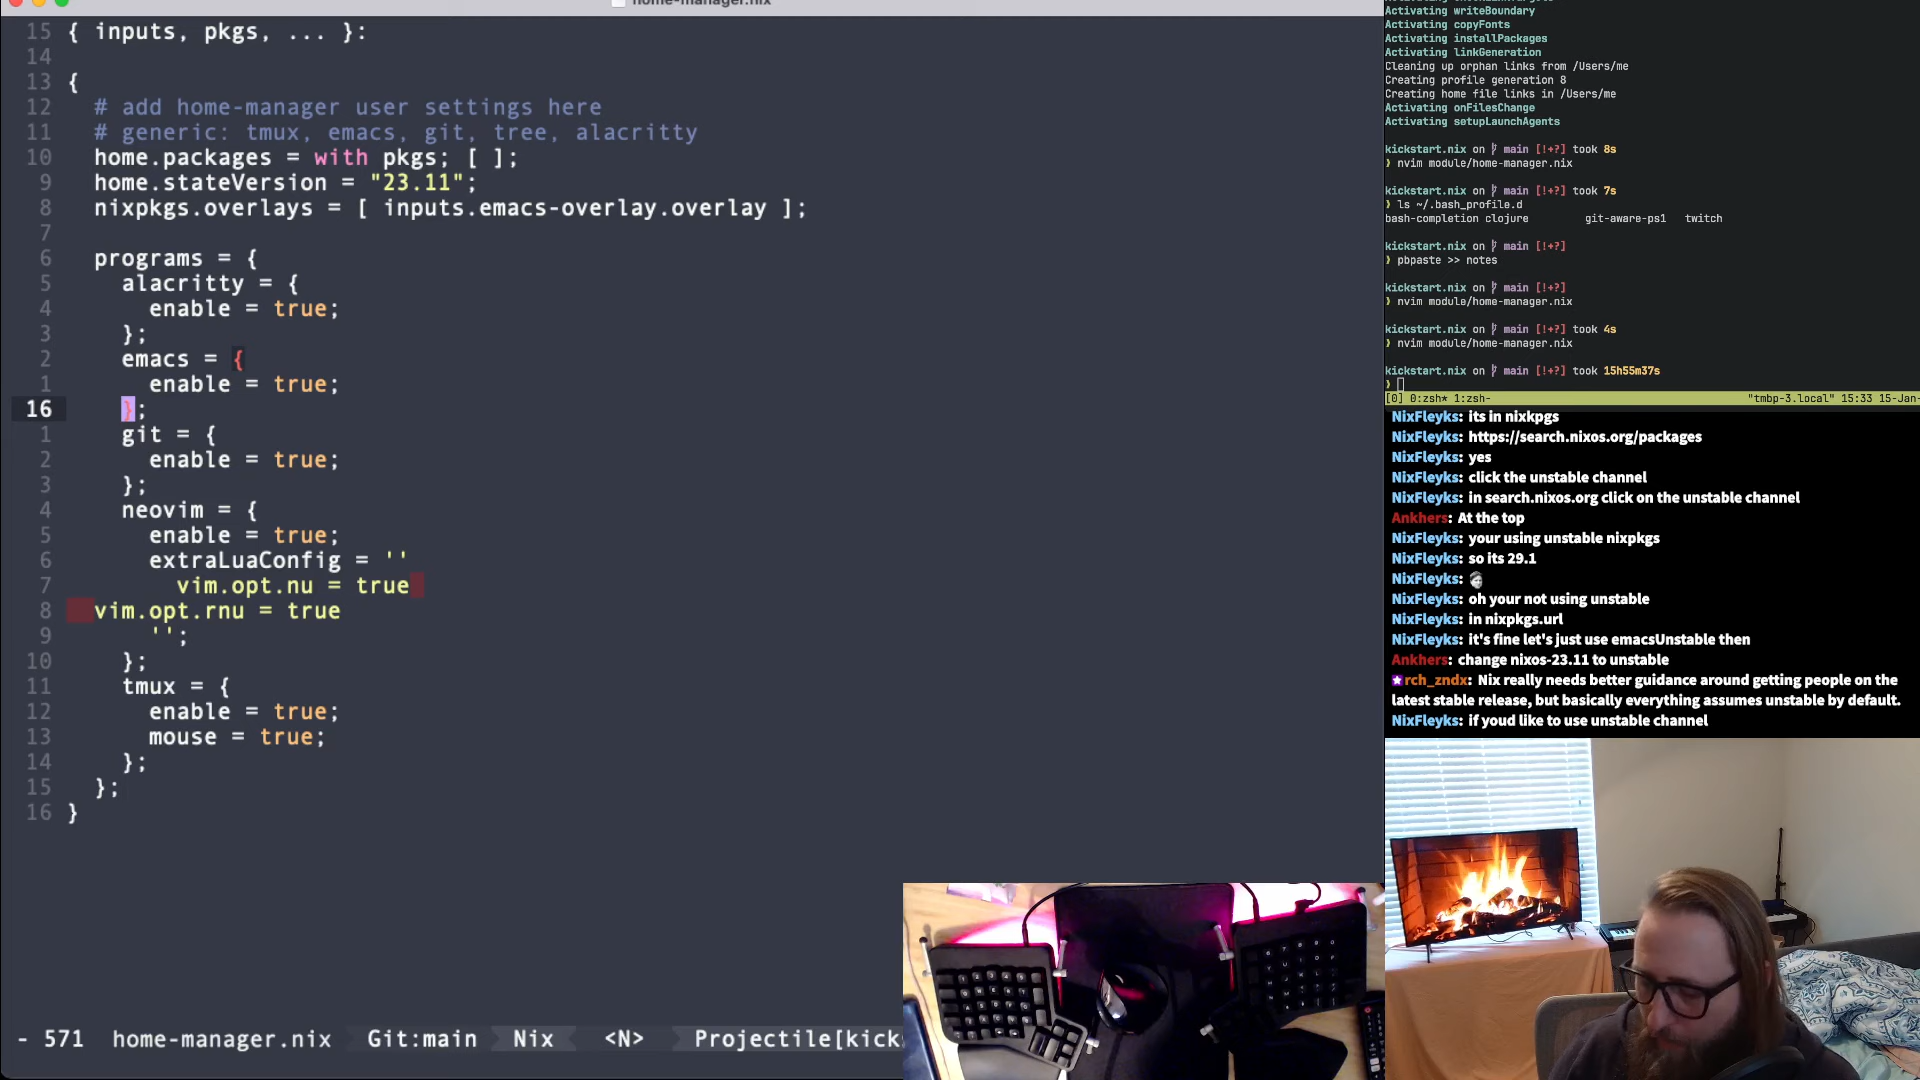 home-manager.nix
15 { inputs, pkgs, ... }:
14
13 {
12 # add home-manager user settings here
11 # generic: tmux, emacs, git, tree, alacritty
10 home.packages = with pkgs; [ ];
9 home.stateVersion = "23.11";
8 nixpkgs.overlays = [ inputs.emacs-overlay.overlay ];
7
6 programs = {
5 alacritty = {
4 enable = true;
3 };
2 emacs = {
1 enable = true;
16 };
1 git = {
2 enable = true;
3 };
4 neovim = {
5 enable = true;
6 extraLuaConfig = ''
7 vim.opt.nu = true
8 vim.opt.rnu = true
9 '';
10 };
11 tmux = {
12 enable = true;
13 mouse = true;
14 };
15 };
16 }
- 571 home-manager.nix Git:main Nix <N> Projectile[kick
Activating writeBoundary
Activating copyFonts
Activating installPackages
Activating linkGeneration
Cleaning up orphan links from /Users/me
Creating profile generation 8
Creating home file links in /Users/me
Activating onFilesChange
Activating setupLaunchAgents
kickstart.nix on main [!+?] took 8s
❯ nvim module/home-manager.nix
kickstart.nix on main [!+?] took 7s
❯ ls ~/.bash_profile.d
bash-completion clojure git-aware-ps1 twitch
kickstart.nix on main [!+?]
❯ pbpaste >> notes
kickstart.nix on main [!+?]
❯ nvim module/home-manager.nix
kickstart.nix on main [!+?] took 4s
❯ nvim module/home-manager.nix
kickstart.nix on main [!+?] took 15h55m37s
❯
[0] 0:zsh* 1:zsh- "tmbp-3.local" 15:33 15-Jan-
NixFleyks: its in nixkpgs
NixFleyks: https://search.nixos.org/packages
NixFleyks: yes
NixFleyks: click the unstable channel
NixFleyks: in search.nixos.org click on the unstable channel
Ankhers: At the top
NixFleyks: your using unstable nixpkgs
NixFleyks: so its 29.1
NixFleyks:
NixFleyks: oh your not using unstable
NixFleyks: in nixpkgs.url
NixFleyks: it's fine let's just use emacsUnstable then
Ankhers: change nixos-23.11 to unstable
rch_zndx: Nix really needs better guidance around getting people on the
latest stable release, but basically everything assumes unstable by default.
NixFleyks: if youd like to use unstable channel